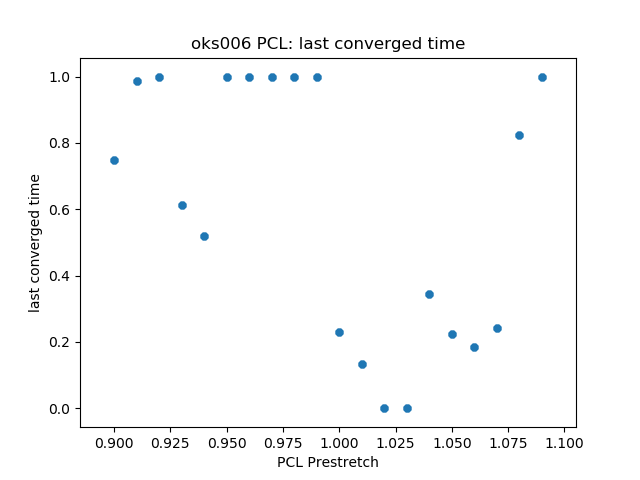 oks006 PCL: last converged time
1.0
0.8
0.6
0.4
0.2
0.0
last converged time
0.900 0.925 0.950 0.975 1.000 1.025 1.050 1.075 1.100
PCL Prestretch